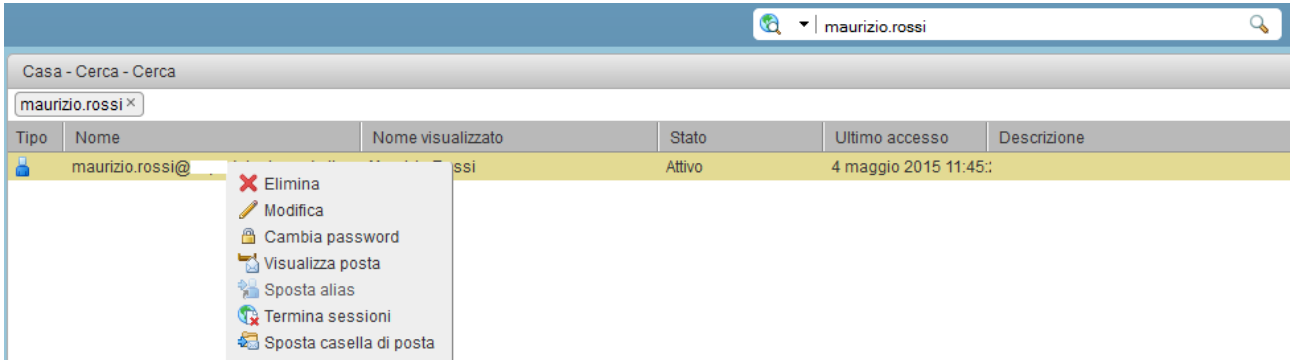 maurizio.rossi
Casa - Cerca - Cerca
maurizio.rossi ×
Tipo Nome Nome visualizzato Stato Ultimo accesso Descrizione
maurizio.rossi@ ssi Attivo 4 maggio 2015 11:45:
Elimina
Modifica
Cambia password
Visualizza posta
Sposta alias
Termina sessioni
Sposta casella di posta